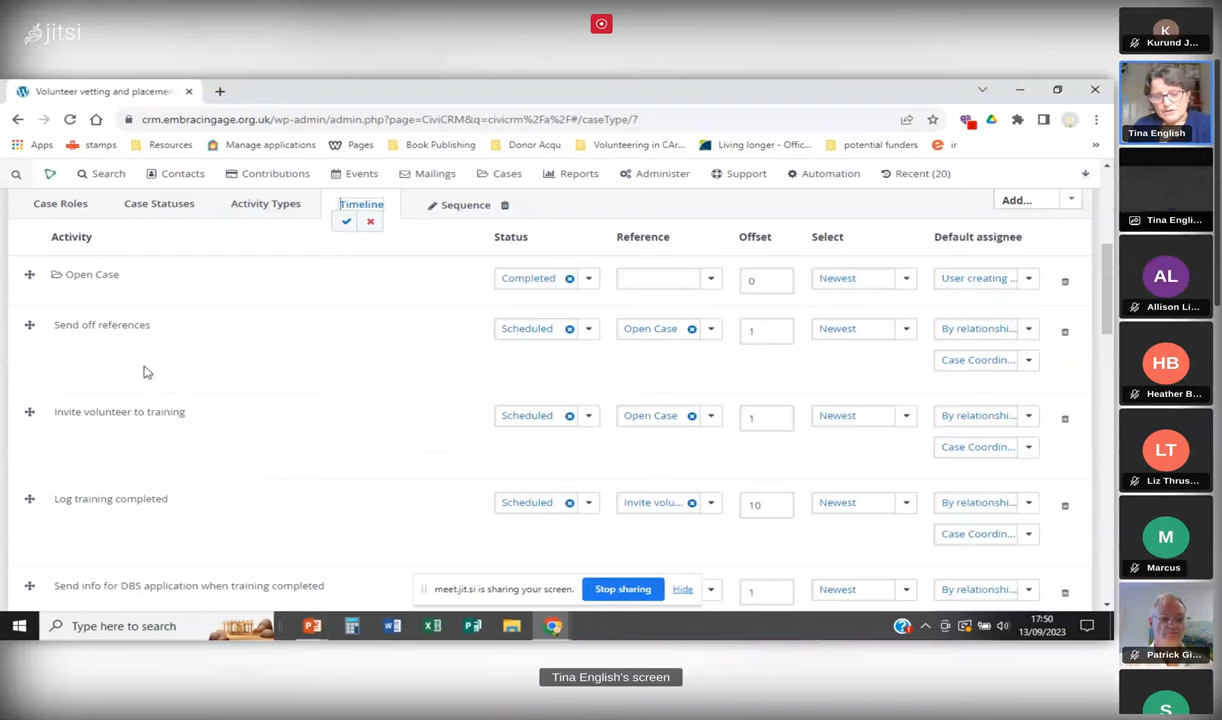 jitsi
Volunteer vetting and placemen
crm.embracingage.org.uk/wp-admin/admin.php?page=CiviCRM&q=civicrm%2Fa%2F#/caseType/7
Apps stamps Resources Manage applications Pages Book Publishing Donor Acqu Volunteering in CAr... Living longer - Offic... potential funders ir »
Search Contacts Contributions Events Mailings Cases Reports Administer Support Automation Recent (20)
Case Roles Case Statuses Activity Types Timeline Sequence Add...
Activity Status Reference Offset Select Default assignee
Open Case Completed 0 Newest User creating ...
Send off references Scheduled Open Case 1 Newest By relationshi...
Case Coordin...
Invite volunteer to training Scheduled Open Case 1 Newest By relationshi...
Case Coordin...
Log training completed Scheduled Invite volu... 10 Newest By relationshi...
Case Coordin...
Send info for DBS application when training completed 1 Newest By relationshi...
meet.jit.si is sharing your screen. Stop sharing Hide
Type here to search
17:50
13/09/2023
Tina English's screen
K
Kurund J...
Tina English
Tina Engli...
AL
Allison Li...
HB
Heather B...
LT
Liz Thrus...
M
Marcus
Patrick Gi...
S